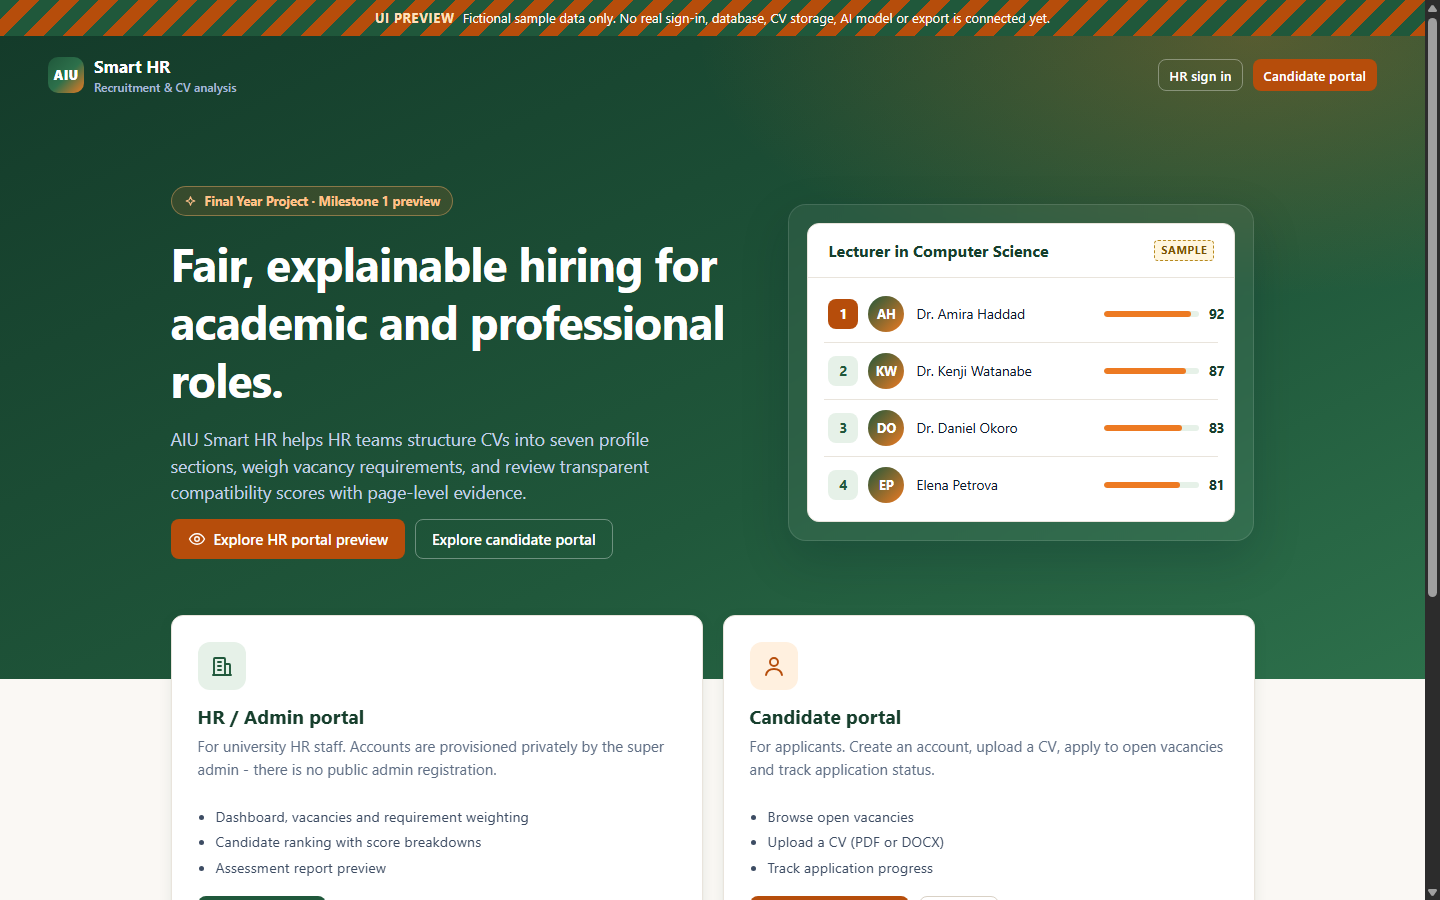 UI PREVIEW Fictional sample data only. No real sign-in, database, CV storage, AI model or export is connected yet.
AIU
Smart HR
Recruitment & CV analysis
HR sign in
Candidate portal
Final Year Project · Milestone 1 preview
Fair, explainable hiring for
academic and professional
roles.
AIU Smart HR helps HR teams structure CVs into seven profile
sections, weigh vacancy requirements, and review transparent
compatibility scores with page-level evidence.
Explore HR portal preview
Explore candidate portal
Lecturer in Computer Science
SAMPLE
1 AH Dr. Amira Haddad 92
2 KW Dr. Kenji Watanabe 87
3 DO Dr. Daniel Okoro 83
4 EP Elena Petrova 81
HR / Admin portal
For university HR staff. Accounts are provisioned privately by the super
admin - there is no public admin registration.
• Dashboard, vacancies and requirement weighting
• Candidate ranking with score breakdowns
• Assessment report preview
Candidate portal
For applicants. Create an account, upload a CV, apply to open vacancies
and track application status.
• Browse open vacancies
• Upload a CV (PDF or DOCX)
• Track application progress